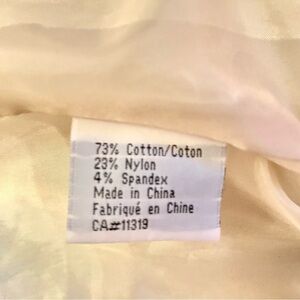 73% Cotton/Coton
23% Nylon
4% Spandex
Made in China
Fabriqué en Chine
CA#11319